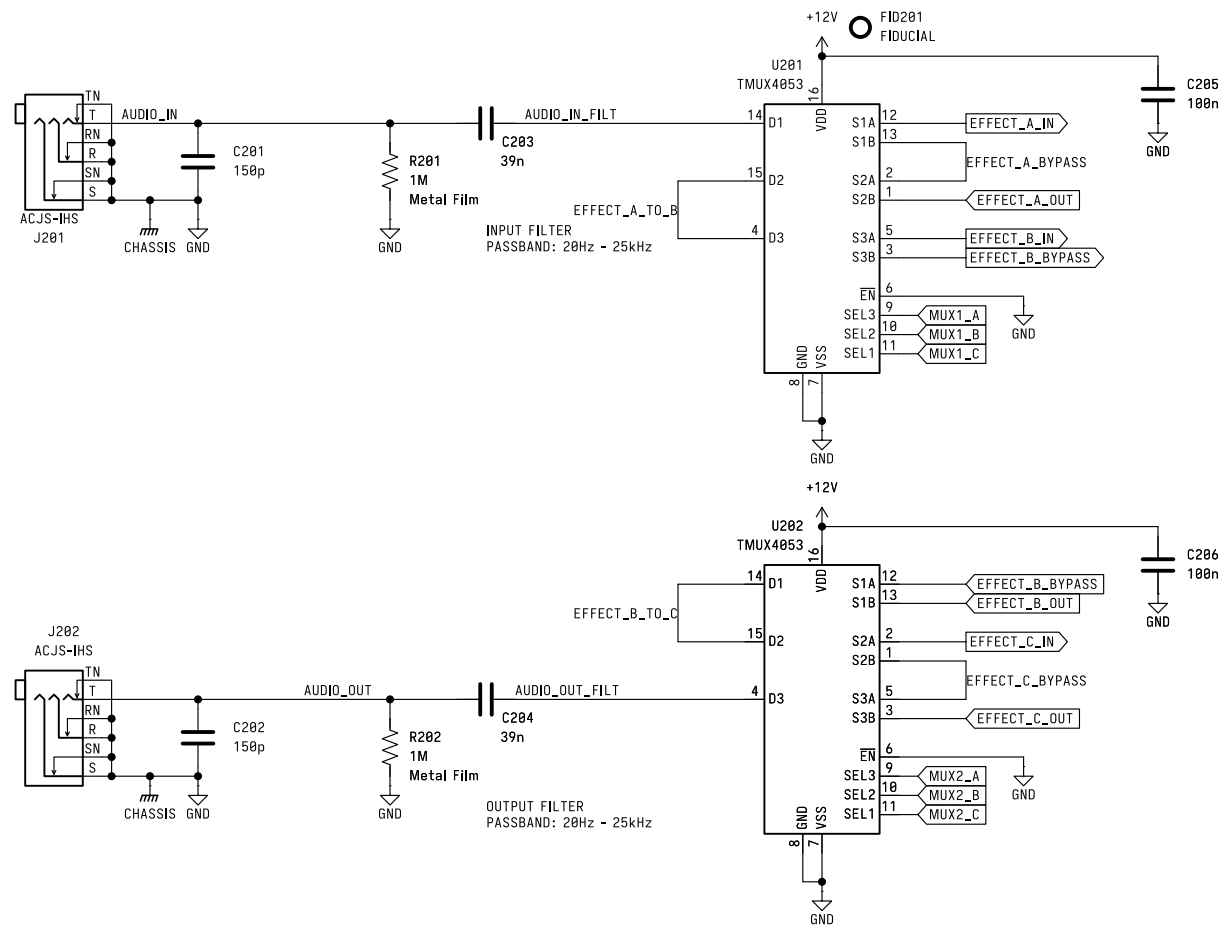 +12V
FID201
FIDUCIAL
U201
TMUX4053
16
VDD
C205
100n
GND
TN
T
RN
R
SN
S
ACJS-IHS
J201
AUDIO_IN
C201
150p
CHASSIS
GND
R201
1M
Metal Film
GND
C203
39n
AUDIO_IN_FILT
INPUT FILTER
PASSBAND: 20Hz - 25kHz
EFFECT_A_TO_B
14
D1
15
D2
4
D3
S1A
12
EFFECT_A_IN
S1B
13
EFFECT_A_BYPASS
S2A
2
S2B
1
EFFECT_A_OUT
S3A
5
EFFECT_B_IN
S3B
3
EFFECT_B_BYPASS
EN
6
GND
SEL3
9
MUX1_A
SEL2
10
MUX1_B
SEL1
11
MUX1_C
GND
VSS
8
7
GND
+12V
U202
TMUX4053
16
VDD
C206
100n
GND
J202
ACJS-IHS
TN
T
RN
R
SN
S
C202
150p
CHASSIS
GND
AUDIO_OUT
R202
1M
Metal Film
GND
C204
39n
AUDIO_OUT_FILT
OUTPUT FILTER
PASSBAND: 20Hz - 25kHz
EFFECT_B_TO_C
14
D1
15
D2
4
D3
S1A
12
EFFECT_B_BYPASS
S1B
13
EFFECT_B_OUT
S2A
2
EFFECT_C_IN
S2B
1
EFFECT_C_BYPASS
S3A
5
S3B
3
EFFECT_C_OUT
EN
6
GND
SEL3
9
MUX2_A
SEL2
10
MUX2_B
SEL1
11
MUX2_C
GND
VSS
8
7
GND